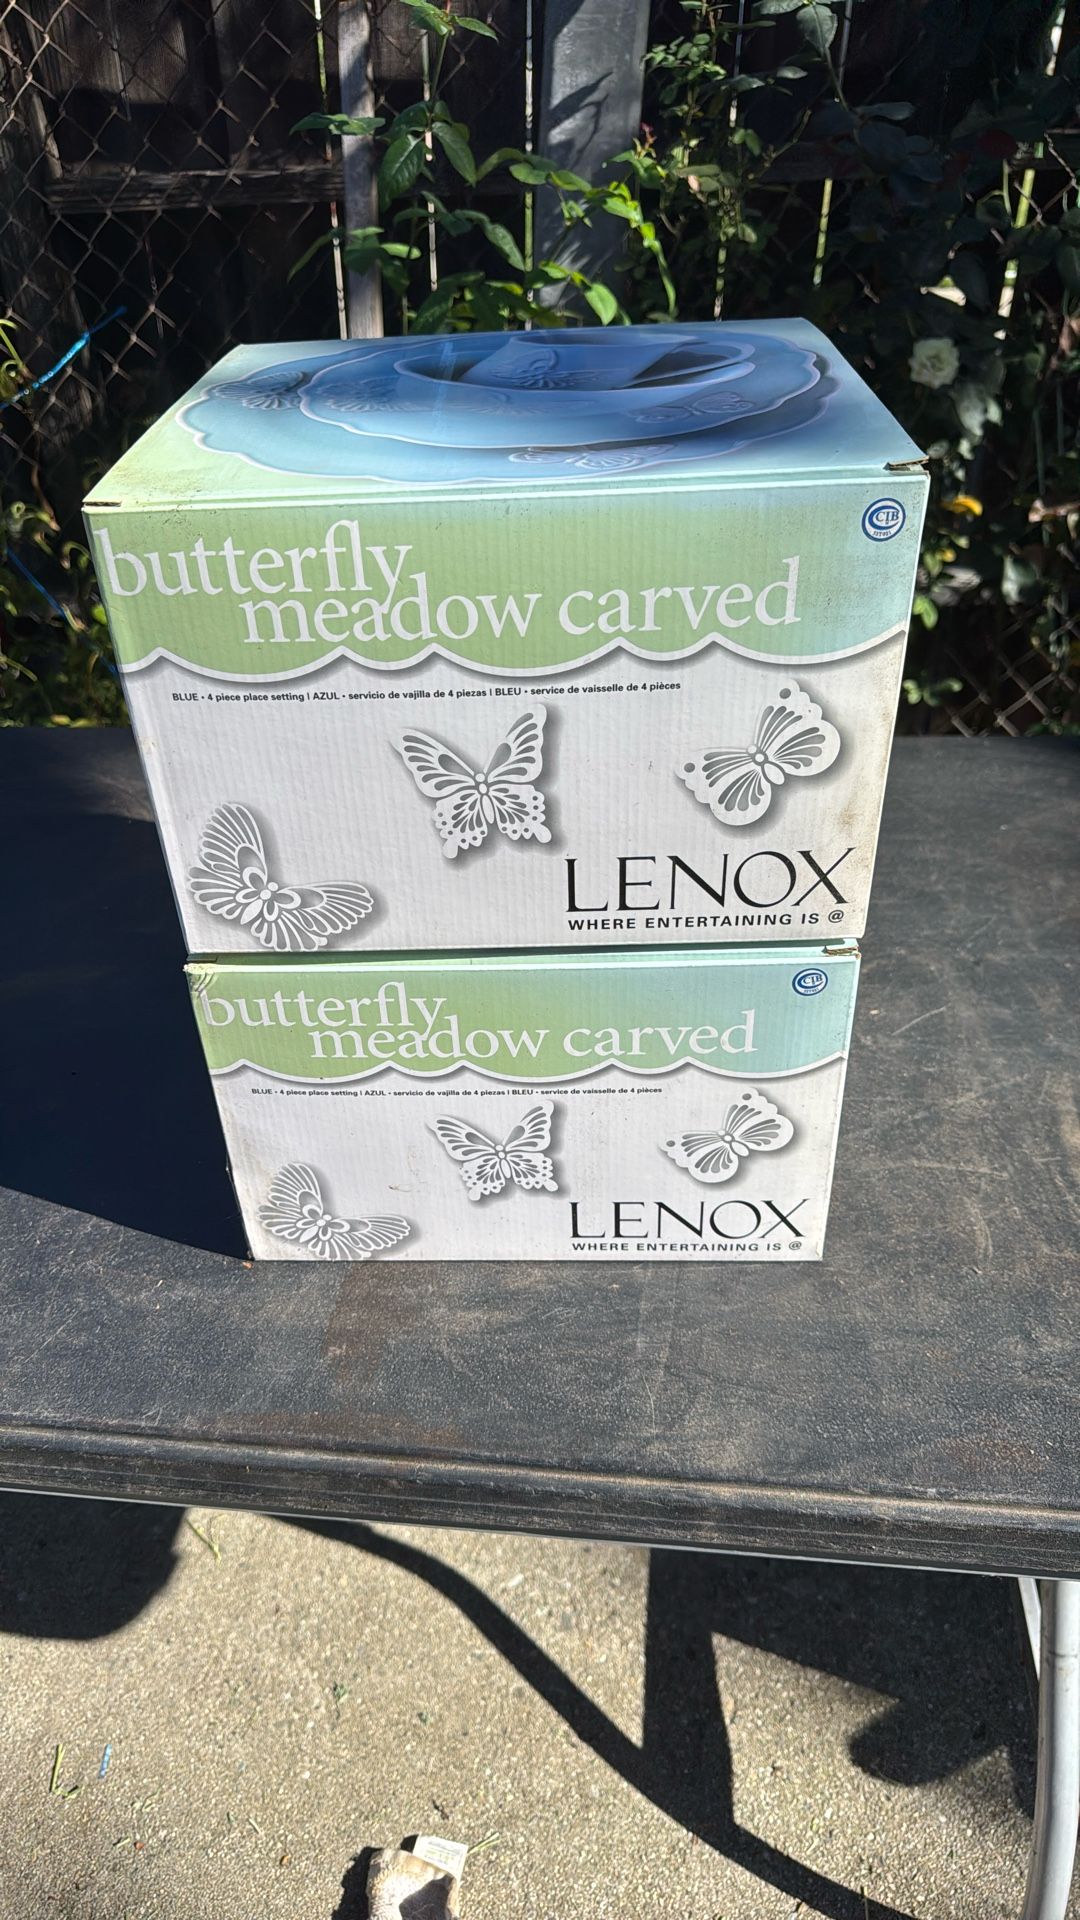 butterfly
meadow carved
CIB
BLUE • 4 piece place setting | AZUL • servicio de vajilla de 4 piezas | BLEU • service de vaisselle de 4 pièces
LENOX
WHERE ENTERTAINING IS @
butterfly
meadow carved
CIB
BLUE • 4 piece place setting | AZUL • servicio de vajilla de 4 piezas | BLEU • service de vaisselle de 4 pièces
LENOX
WHERE ENTERTAINING IS @